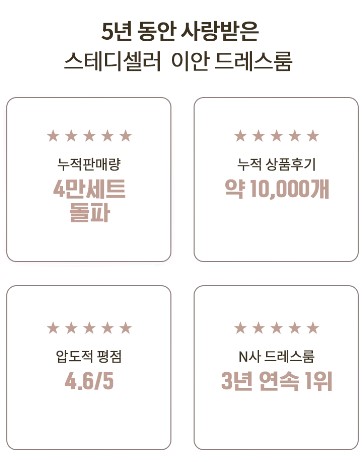 5년 동안 사랑받은
스테디셀러 이안 드레스룸
★★★★★
누적판매량
4만세트
돌파
★★★★★
누적 상품후기
약 10,000개
★★★★★
압도적 평점
4.6/5
★★★★★
N사 드레스룸
3년 연속 1위